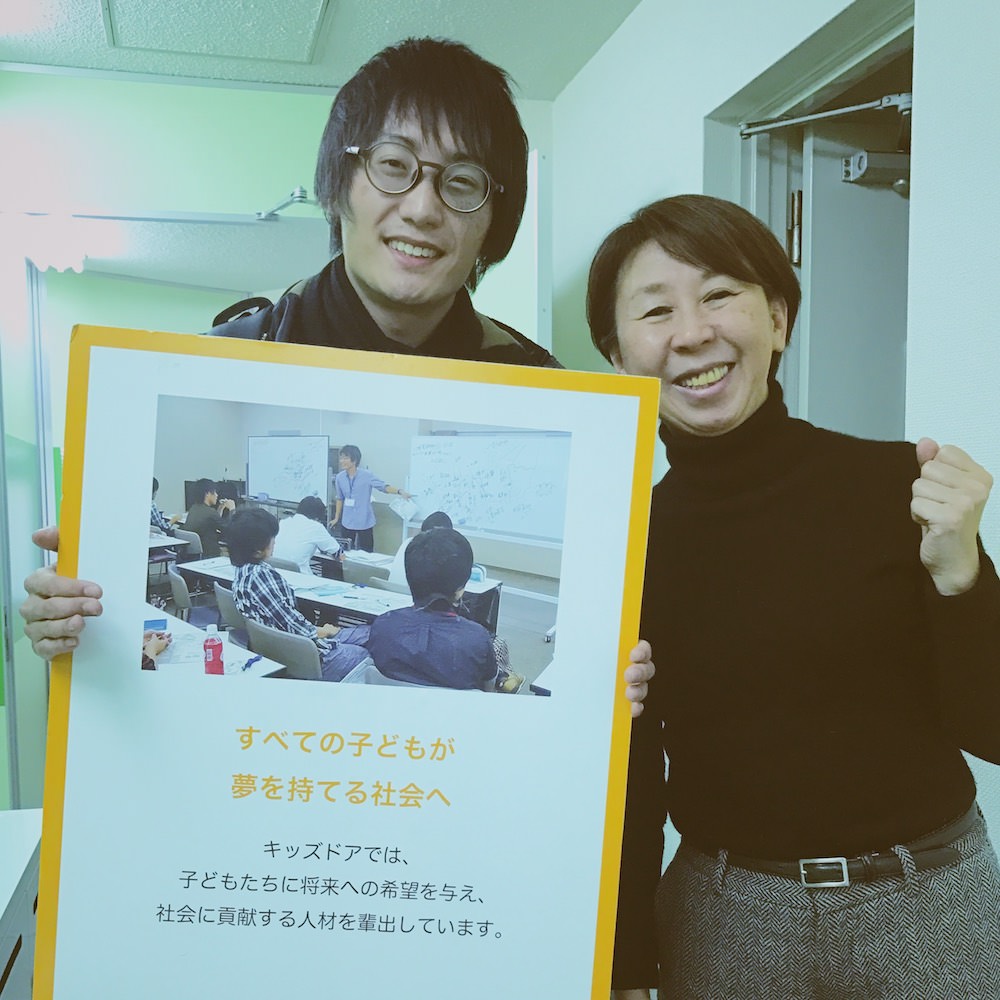 すべての子どもが
夢を持てる社会へ
キッズドアでは、
子どもたちに将来への希望を与え、
社会に貢献する人材を輩出しています。